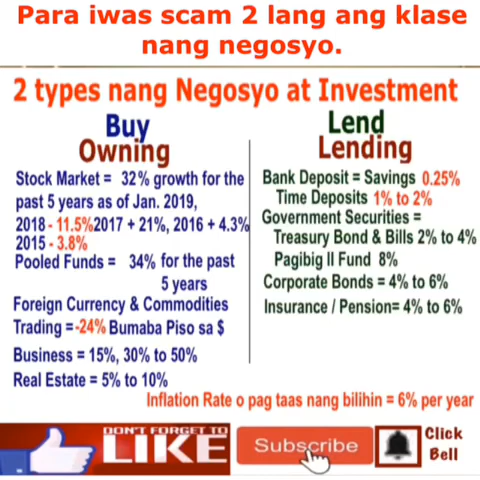 Para iwas scam 2 lang ang klase
nang negosyo.
2 types nang Negosyo at Investment
Buy
Owning
Stock Market = 32% growth for the
past 5 years as of Jan. 2019,
2018 - 11.5%2017 + 21%, 2016 + 4.3%
2015 - 3.8%
Pooled Funds = 34% for the past
5 years
Foreign Currency & Commodities
Trading =-24% Bumaba Piso sa $
Business = 15%, 30% to 50%
Real Estate = 5% to 10%
Lend
Lending
Bank Deposit = Savings 0.25%
Time Deposits 1% to 2%
Government Securities =
Treasury Bond & Bills 2% to 4%
Pagibig II Fund 8%
Corporate Bonds = 4% to 6%
Insurance / Pension= 4% to 6%
Inflation Rate o pag taas nang bilihin = 6% per year
DON'T FORGET TO
LIKE
Subscribe
Click
Bell